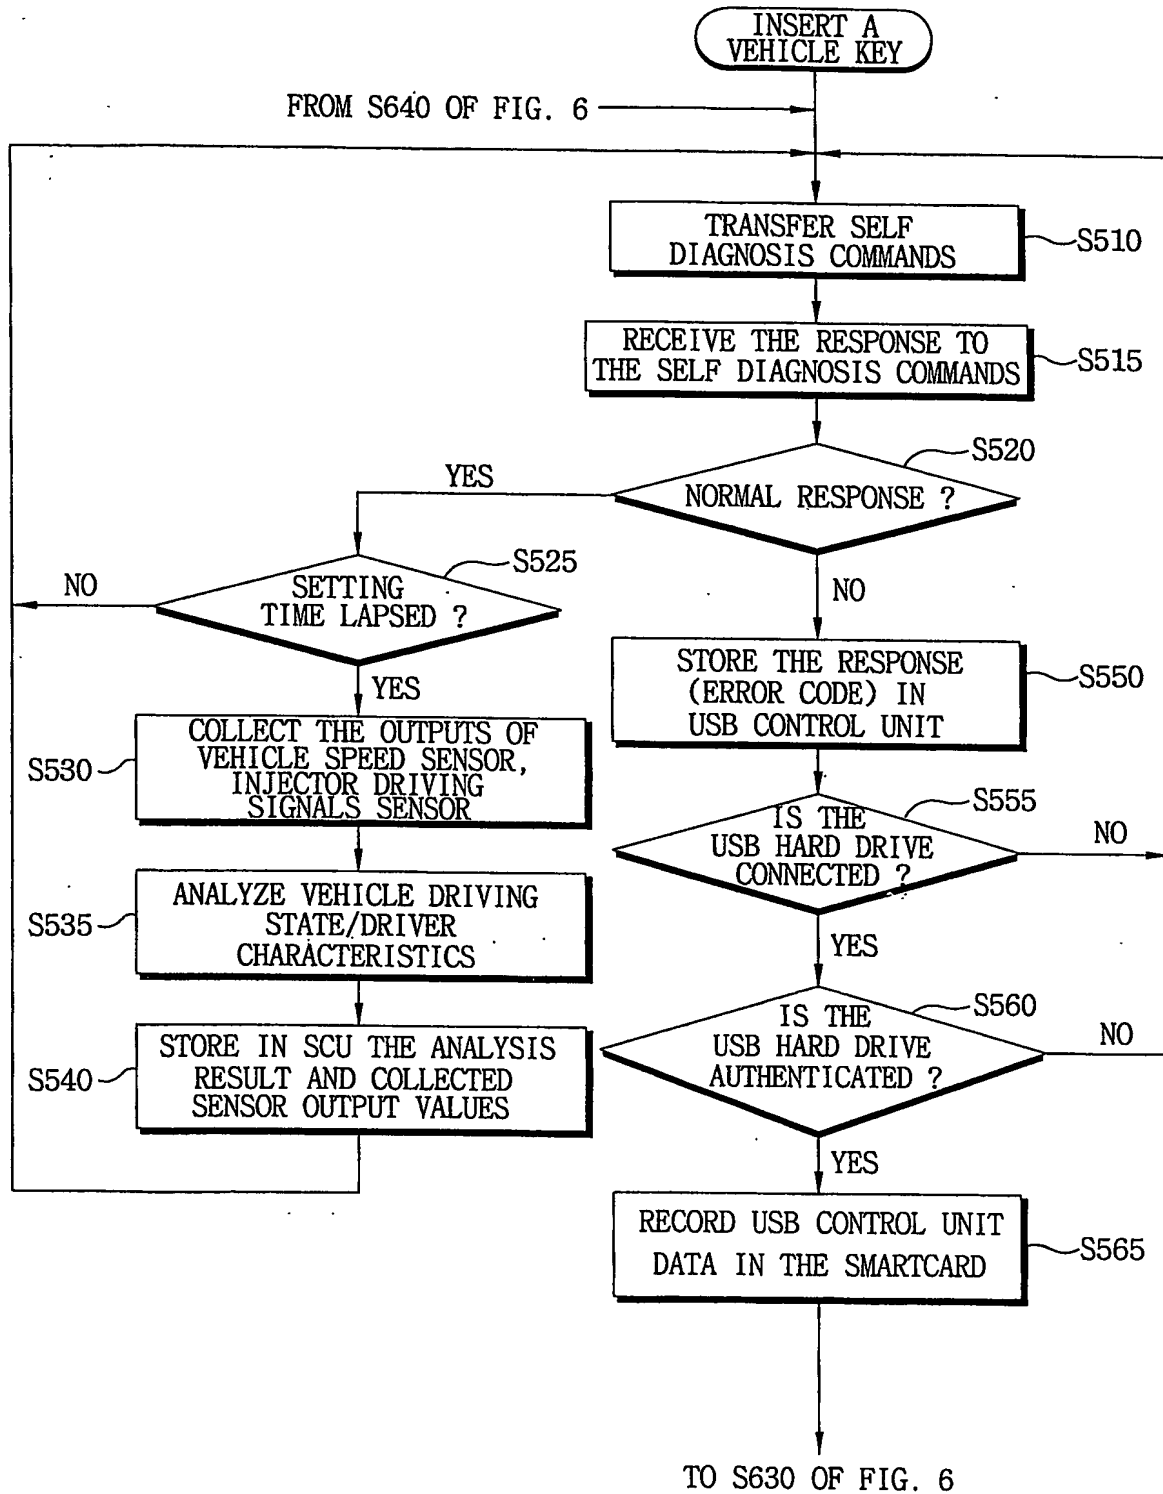 INSERT A
VEHICLE KEY
FROM S640 OF FIG. 6
TRANSFER SELF
DIAGNOSIS COMMANDS
S510
RECEIVE THE RESPONSE TO
THE SELF DIAGNOSIS COMMANDS
S515
S520
NORMAL RESPONSE ?
YES
NO
S525
SETTING
TIME LAPSED ?
NO
YES
S530
COLLECT THE OUTPUTS OF
VEHICLE SPEED SENSOR,
INJECTOR DRIVING
SIGNALS SENSOR
S535
ANALYZE VEHICLE DRIVING
STATE/DRIVER
CHARACTERISTICS
S540
STORE IN SCU THE ANALYSIS
RESULT AND COLLECTED
SENSOR OUTPUT VALUES
STORE THE RESPONSE
(ERROR CODE) IN
USB CONTROL UNIT
S550
S555
IS THE
USB HARD DRIVE
CONNECTED ?
NO
YES
S560
IS THE
USB HARD DRIVE
AUTHENTICATED ?
NO
YES
RECORD USB CONTROL UNIT
DATA IN THE SMARTCARD
S565
TO S630 OF FIG. 6